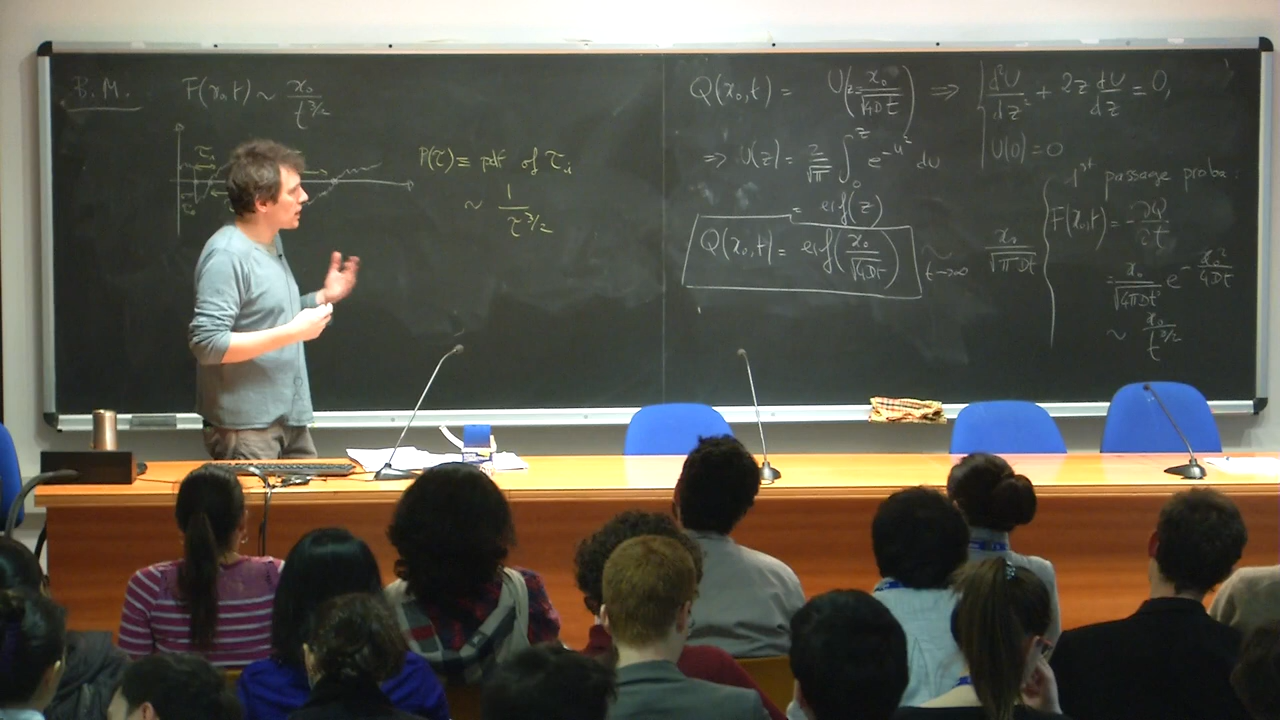 B.M. F(x₀,t) ~ x₀/t^{3/2}
τᵢ
P(τ) ≡ pdf of τᵢ
~ 1/τ^{3/2}
Q(x₀,t) = U(z = x₀/√4Dt) ⇒ { d²U/dz² + 2z dU/dz = 0,
U(0) = 0
⇒ U(z) = 2/√π ∫₀^z e^{-u²} du
= erf(z)
Q(x₀,t) = erf(x₀/√4Dt) ~ t→∞ x₀/√πDt
1st passage proba:
F(x₀,t) = -∂Q/∂t
= x₀/√4πDt³ e^{-x₀²/4Dt}
~ x₀/t^{3/2}